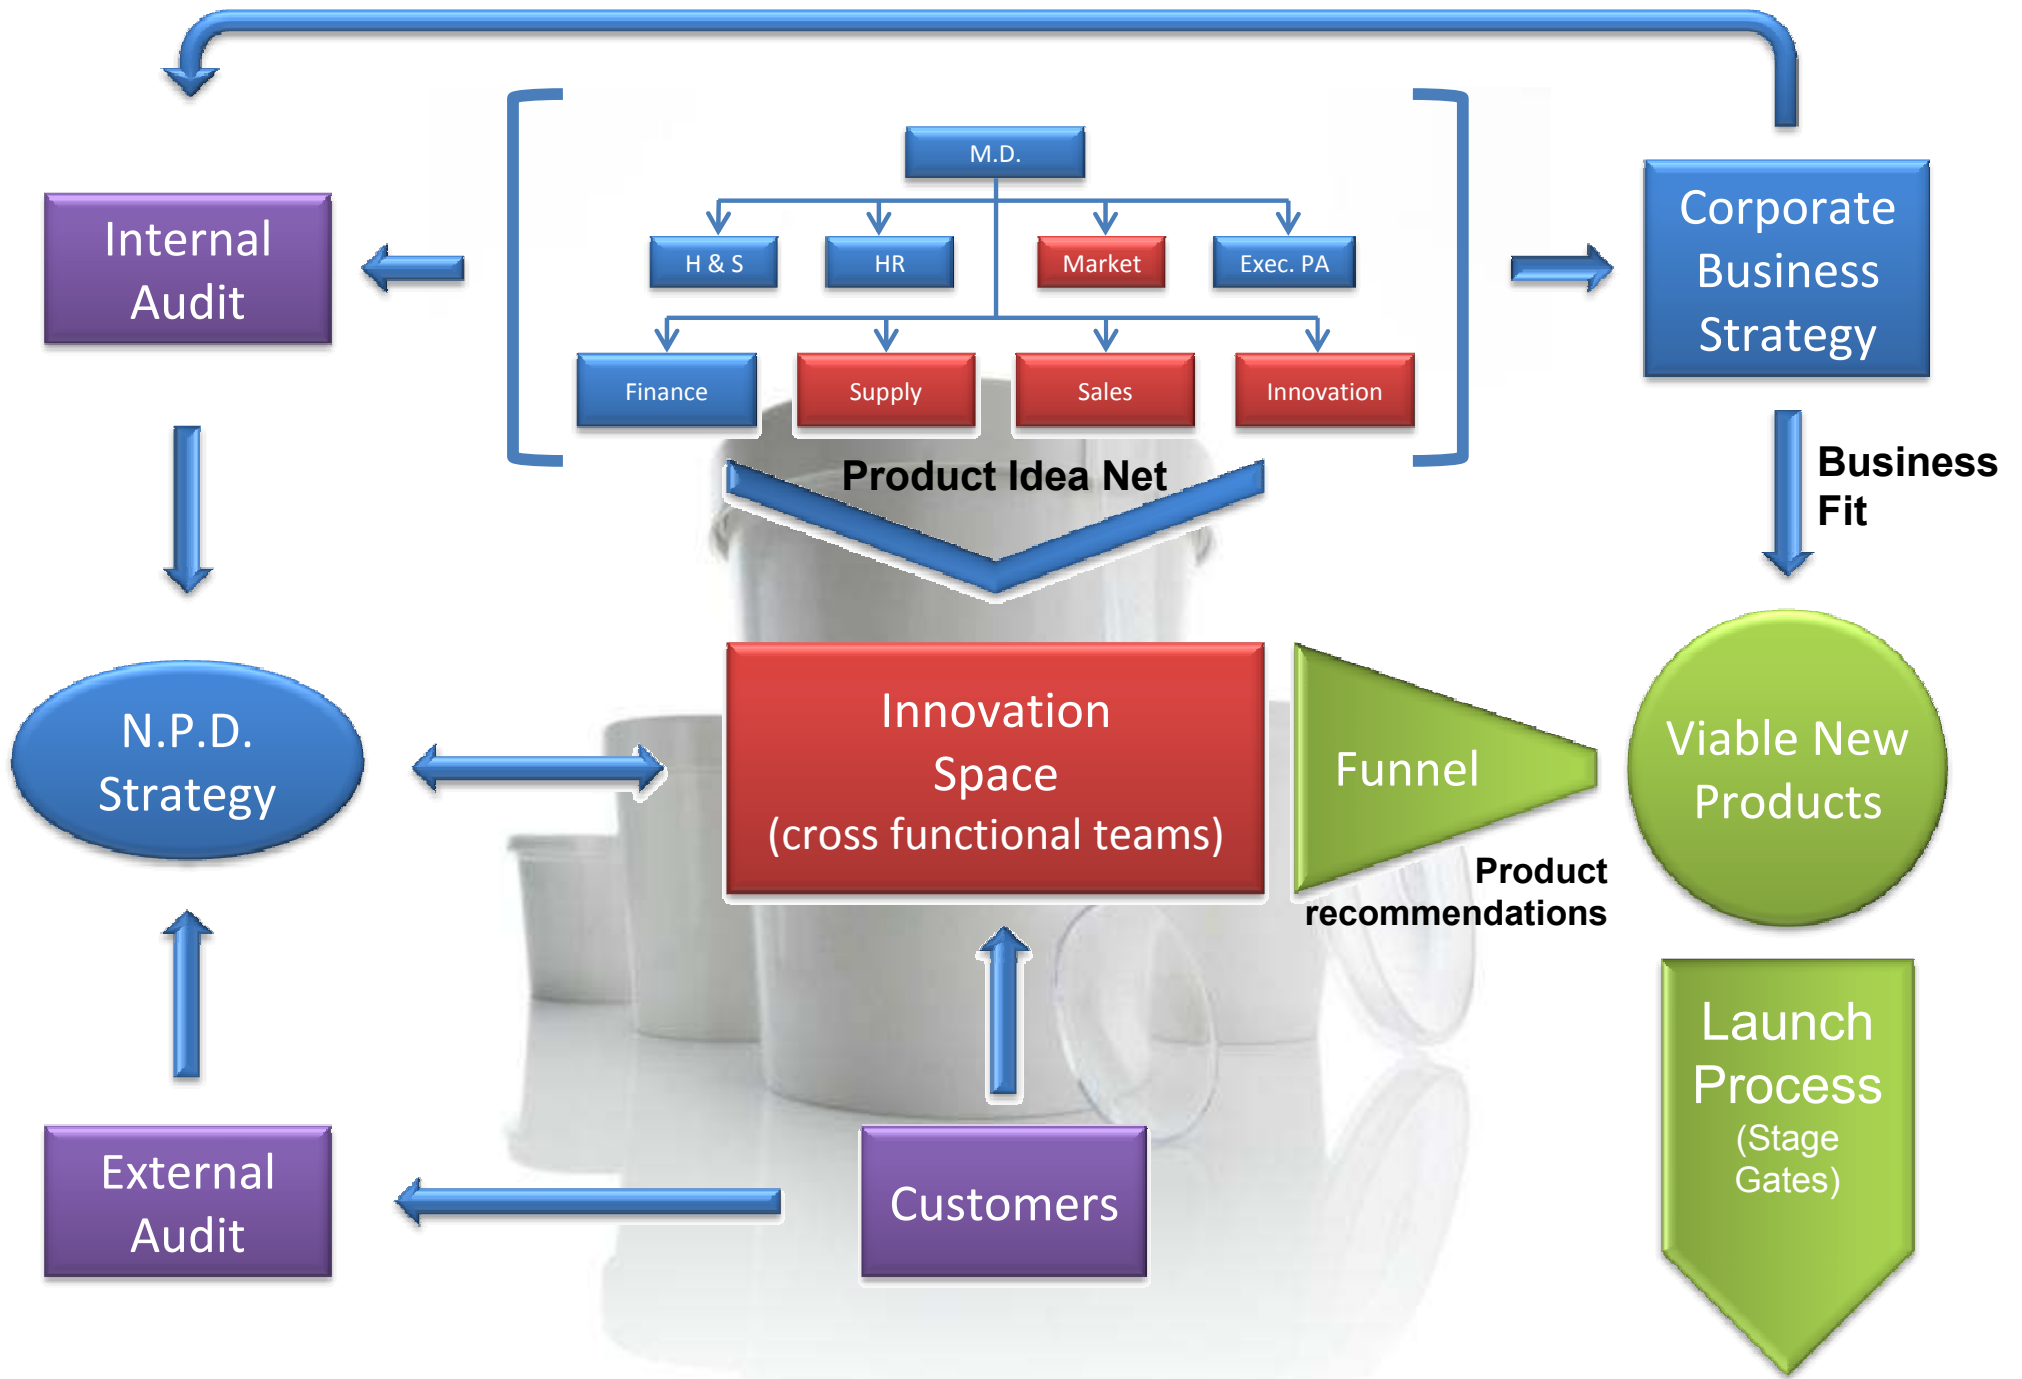 M.D.
Internal
Audit
H & S
HR
Market
Exec. PA
Corporate
Business
Strategy
Finance
Supply
Sales
Innovation
Product Idea Net
Business
Fit
N.P.D.
Strategy
Innovation
Space
(cross functional teams)
Funnel
Viable New
Products
Product
recommendations
Launch
Process
(Stage
Gates)
External
Audit
Customers